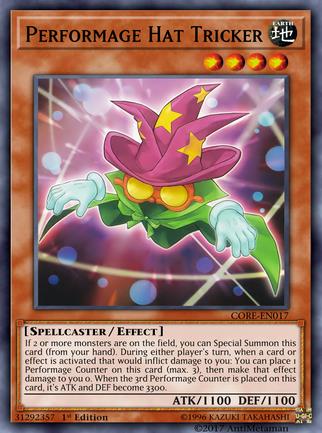 Performage Hat Tricker
EARTH
地
CORE-EN017
[Spellcaster / Effect]
If 2 or more monsters are on the field, you can Special Summon this
card (from your hand). During either player's turn, when a card or
effect is activated that would inflict damage to you: You can place 1
Performage Counter on this card (max. 3), then make that effect
damage to you 0. When the 3rd Performage Counter is placed on
this card, it's ATK and DEF become 3300.
ATK/1100 DEF/1100
31292357 1st Edition ©1996 KAZUKI TAKAHASHI
©2017 AntiMetaman